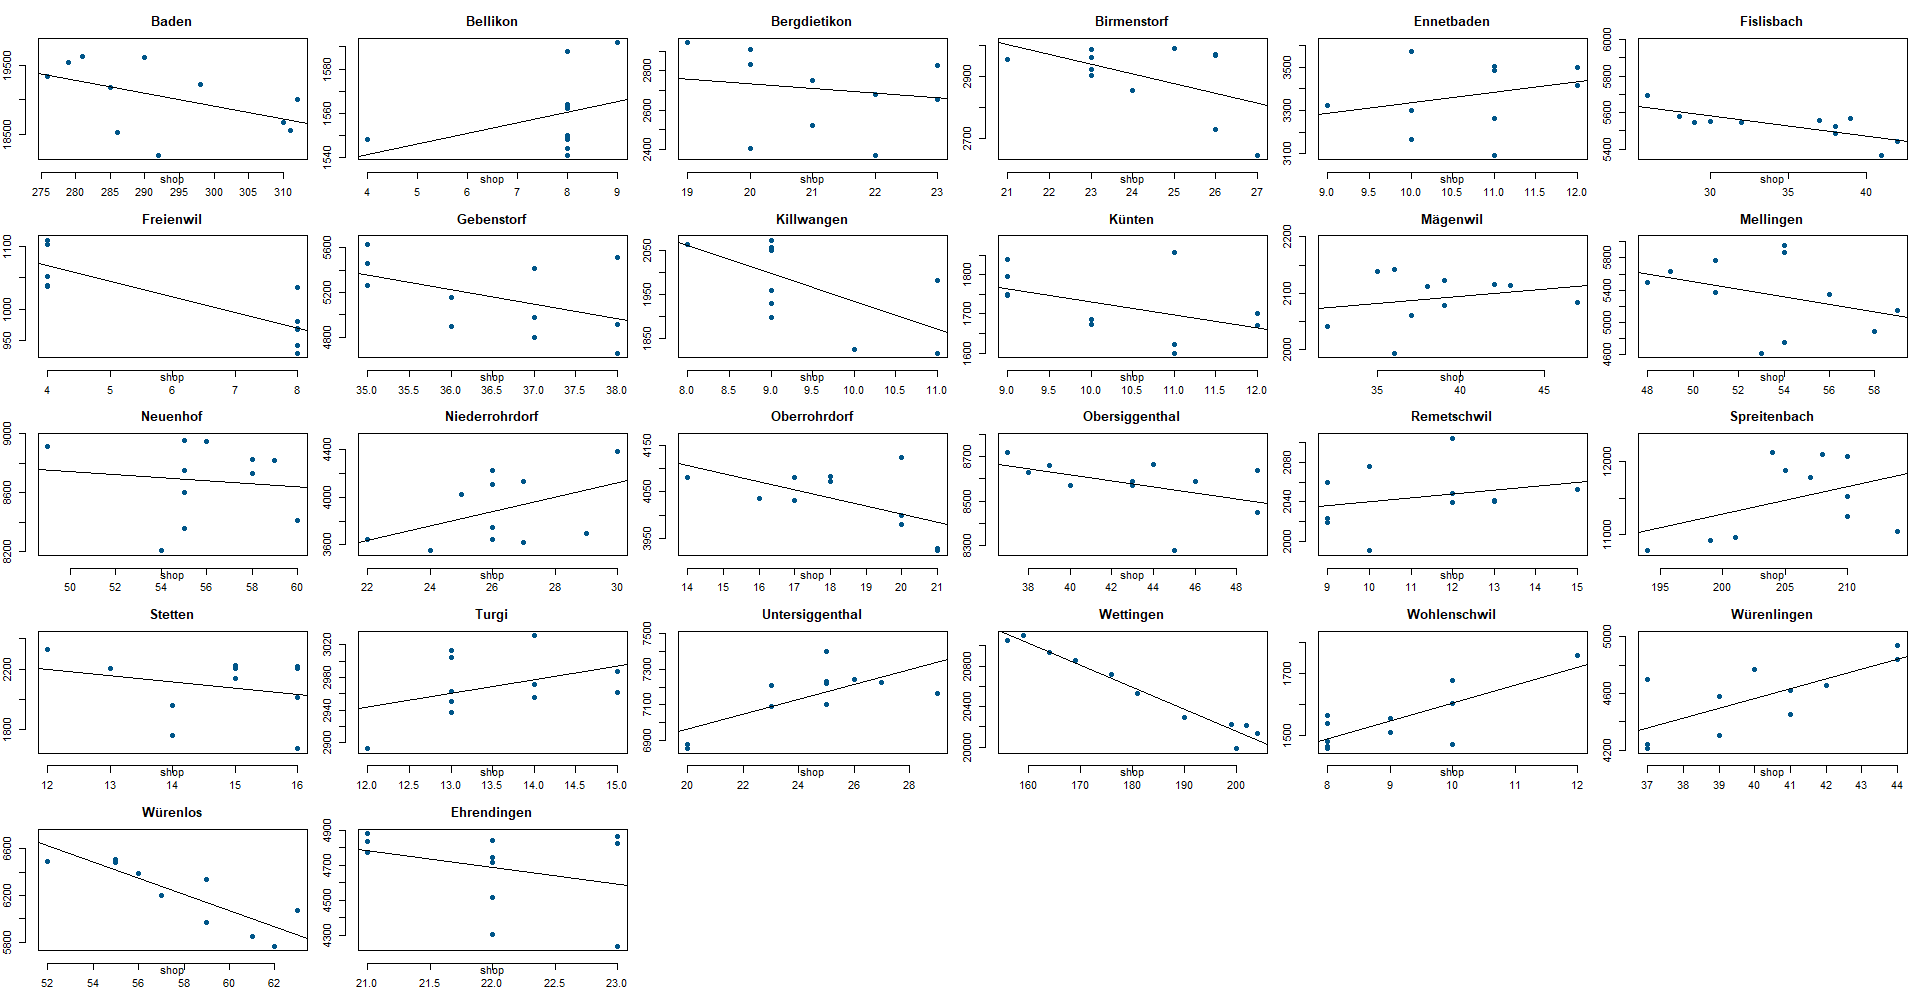 Baden Bellikon Bergdietikon Birmenstorf Ennetbaden Fislisbach
18500 19500 1540 1560 1580 2400 2600 2800 2700 2900 3100 3300 3500 5400 5600 5800 6000
shop shop shop shop shop shop
275 280 285 290 295 300 305 310 4 5 6 7 8 9 19 20 21 22 23 21 22 23 24 25 26 27 9.0 9.5 10.0 10.5 11.0 11.5 12.0 30 35 40
Freienwil Gebenstorf Killwangen Künten Mägenwil Mellingen
950 1000 1100 4800 5200 5600 1850 1950 2050 1600 1700 1800 2000 2100 2200 4600 5000 5400 5800
shop shop shop shop shop shop
4 5 6 7 8 35.0 35.5 36.0 36.5 37.0 37.5 38.0 8.0 8.5 9.0 9.5 10.0 10.5 11.0 9.0 9.5 10.0 10.5 11.0 11.5 12.0 35 40 45 48 50 52 54 56 58
Neuenhof Niederrohrdorf Oberrohrdorf Obersiggenthal Remetschwil Spreitenbach
8200 8600 9000 3600 4000 4400 3950 4050 4150 8300 8500 8700 2000 2040 2080 11000 12000
shop shop shop shop shop shop
50 52 54 56 58 60 22 24 26 28 30 14 15 16 17 18 19 20 21 38 40 42 44 46 48 9 10 11 12 13 14 15 195 200 205 210
Stetten Turgi Untersiggenthal Wettingen Wohlenschwil Würenlingen
1800 2200 2900 2940 2980 3020 6900 7100 7300 7500 20000 20400 20800 1500 1700 4200 4600 5000
shop shop shop shop shop shop
12 13 14 15 16 12.0 12.5 13.0 13.5 14.0 14.5 15.0 20 22 24 26 28 160 170 180 190 200 8 9 10 11 12 37 38 39 40 41 42 43 44
Würenlos Ehrendingen
5800 6200 6600 4300 4500 4700 4900
shop shop
52 54 56 58 60 62 21.0 21.5 22.0 22.5 23.0